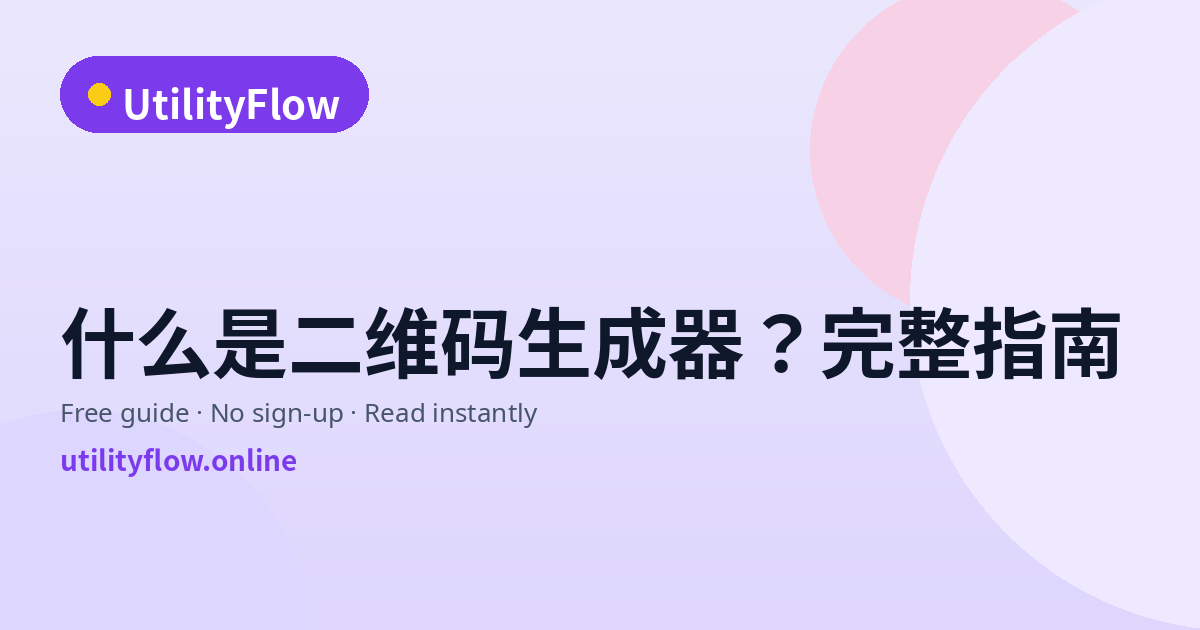 UtilityFlow
什么是二维码生成器？完整指南
Free guide · No sign-up · Read instantly
utilityflow.online